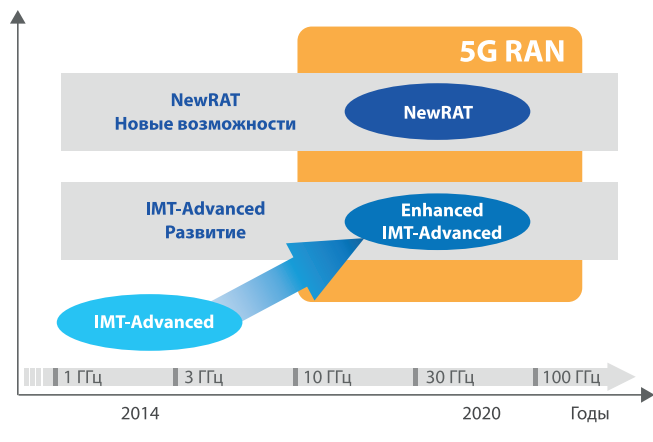 5G RAN
NewRAT
Новые возможности
NewRAT
IMT-Advanced
Развитие
Enhanced
IMT-Advanced
IMT-Advanced
1 ГГц 3 ГГц 10 ГГц 30 ГГц 100 ГГц
2014 2020 Годы